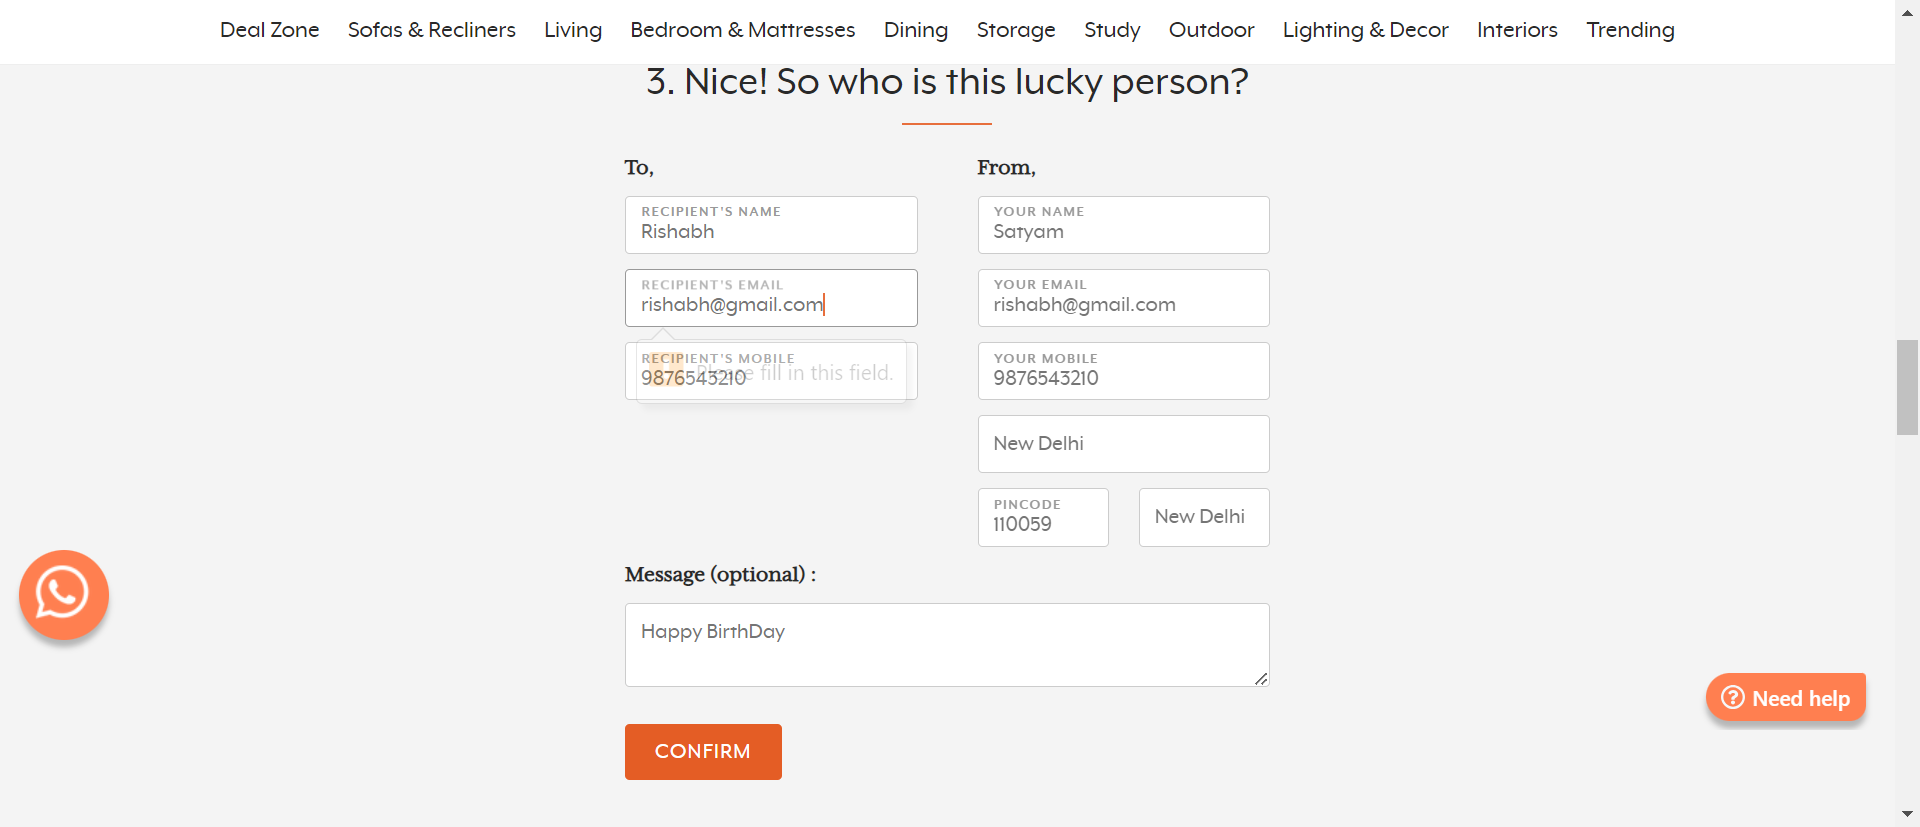 Deal Zone Sofas & Recliners Living Bedroom & Mattresses Dining Storage Study Outdoor Lighting & Decor Interiors Trending
3. Nice! So who is this lucky person?
To,
RECIPIENT'S NAME
Rishabh
RECIPIENT'S EMAIL
rishabh@gmail.com
RECIPIENT'S MOBILE
9876543210
Please fill in this field.
From,
YOUR NAME
Satyam
YOUR EMAIL
rishabh@gmail.com
YOUR MOBILE
9876543210
New Delhi
PINCODE
110059
New Delhi
Message (optional) :
Happy BirthDay
CONFIRM
Need help